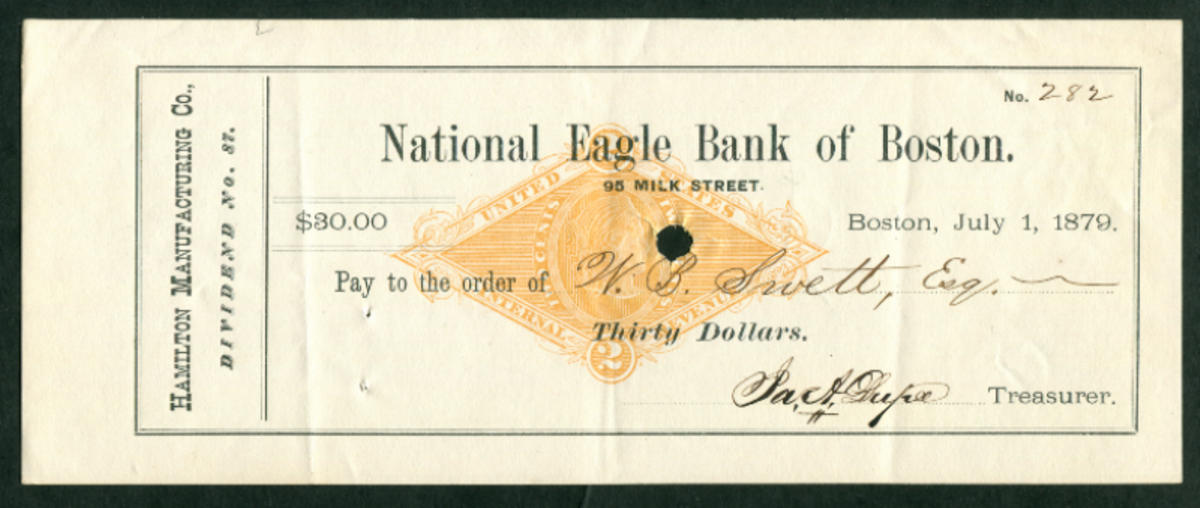 HAMILTON MANUFACTURING CO.,
DIVIDEND NO. 87.
No. 282
National Eagle Bank of Boston.
95 MILK STREET.
$30.00
Boston, July 1, 1879.
UNITED STATES
INTERNAL REVENUE
2
Pay to the order of W. B. Swett, Esq.
Thirty Dollars.
Treasurer.